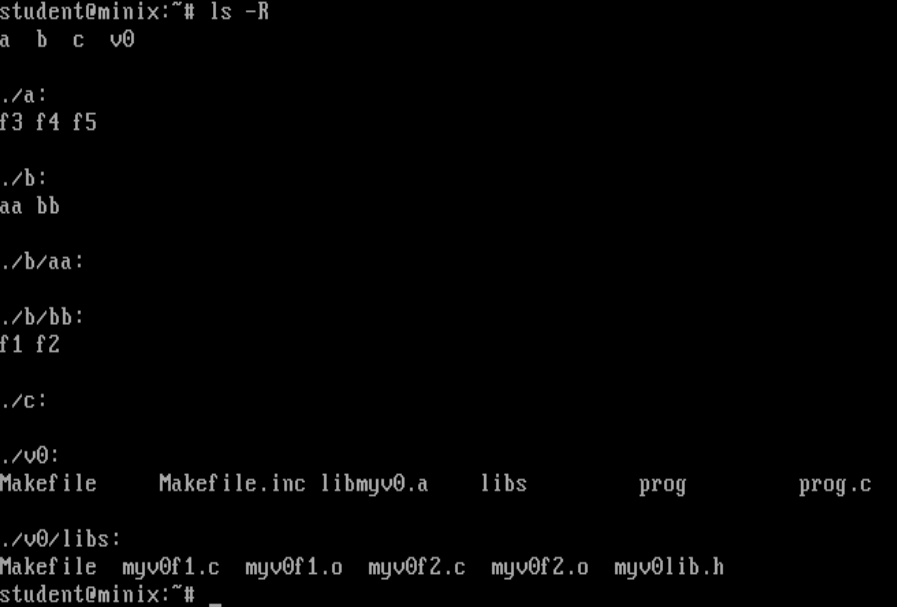 student@minix:~# ls -R
a  b  c  v0
./a:
f3 f4 f5
./b:
aa bb
./b/aa:
./b/bb:
f1 f2
./c:
./v0:
Makefile     Makefile.inc libmyv0.a    libs         prog         prog.c
./v0/libs:
Makefile  myv0f1.c  myv0f1.o  myv0f2.c  myv0f2.o  myv0lib.h
student@minix:~# _